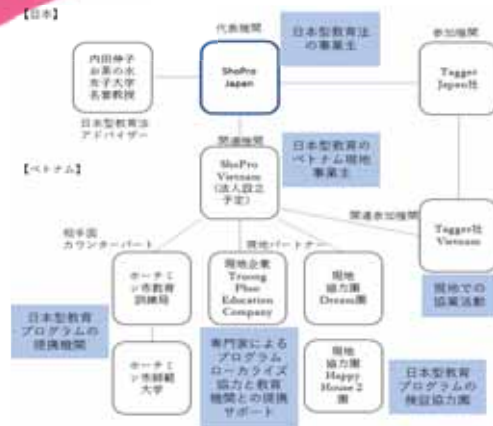 【日本】
代表機関
参加機関
内田伸子
お茶の水
女子大学
名誉教授
ShoPro
Japan
日本型教育法
の事業主
Tagger
Japan社
日本型教育法
アドバイザー
関連機関
【ベトナム】
ShoPro
Vietnam
(法人設立
予定)
日本型教育の
ベトナム現地
事業主
関連参加機関
Tagger社
Vietnam
相手国
カウンターパート
現地パートナー
ホーチミ
ン市教育
訓練局
現地企業
Truong
Phuc
Education
Company
現地
協力園
Dream園
現地での
協業活動
日本型教育
プログラムの
提携機関
ホーチミ
ン市師範
大学
専門家による
プログラム
ローカライズ
協力と教育
機関との提携
サポート
現地
協力園
Happy
House 2
園
日本型教育
プログラムの
検証協力園